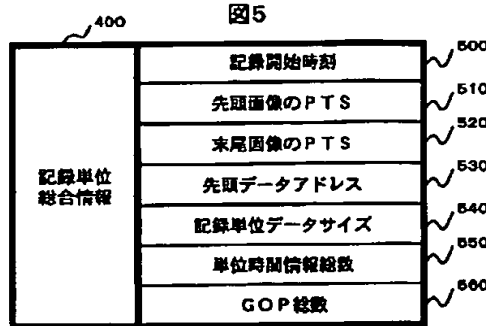 図5
400
記録単位
総合情報
記録開始時刻
500
先頭画像のPTS
510
末尾画像のPTS
520
先頭データアドレス
530
記録単位データサイズ
540
単位時間情報総数
550
GOP総数
560